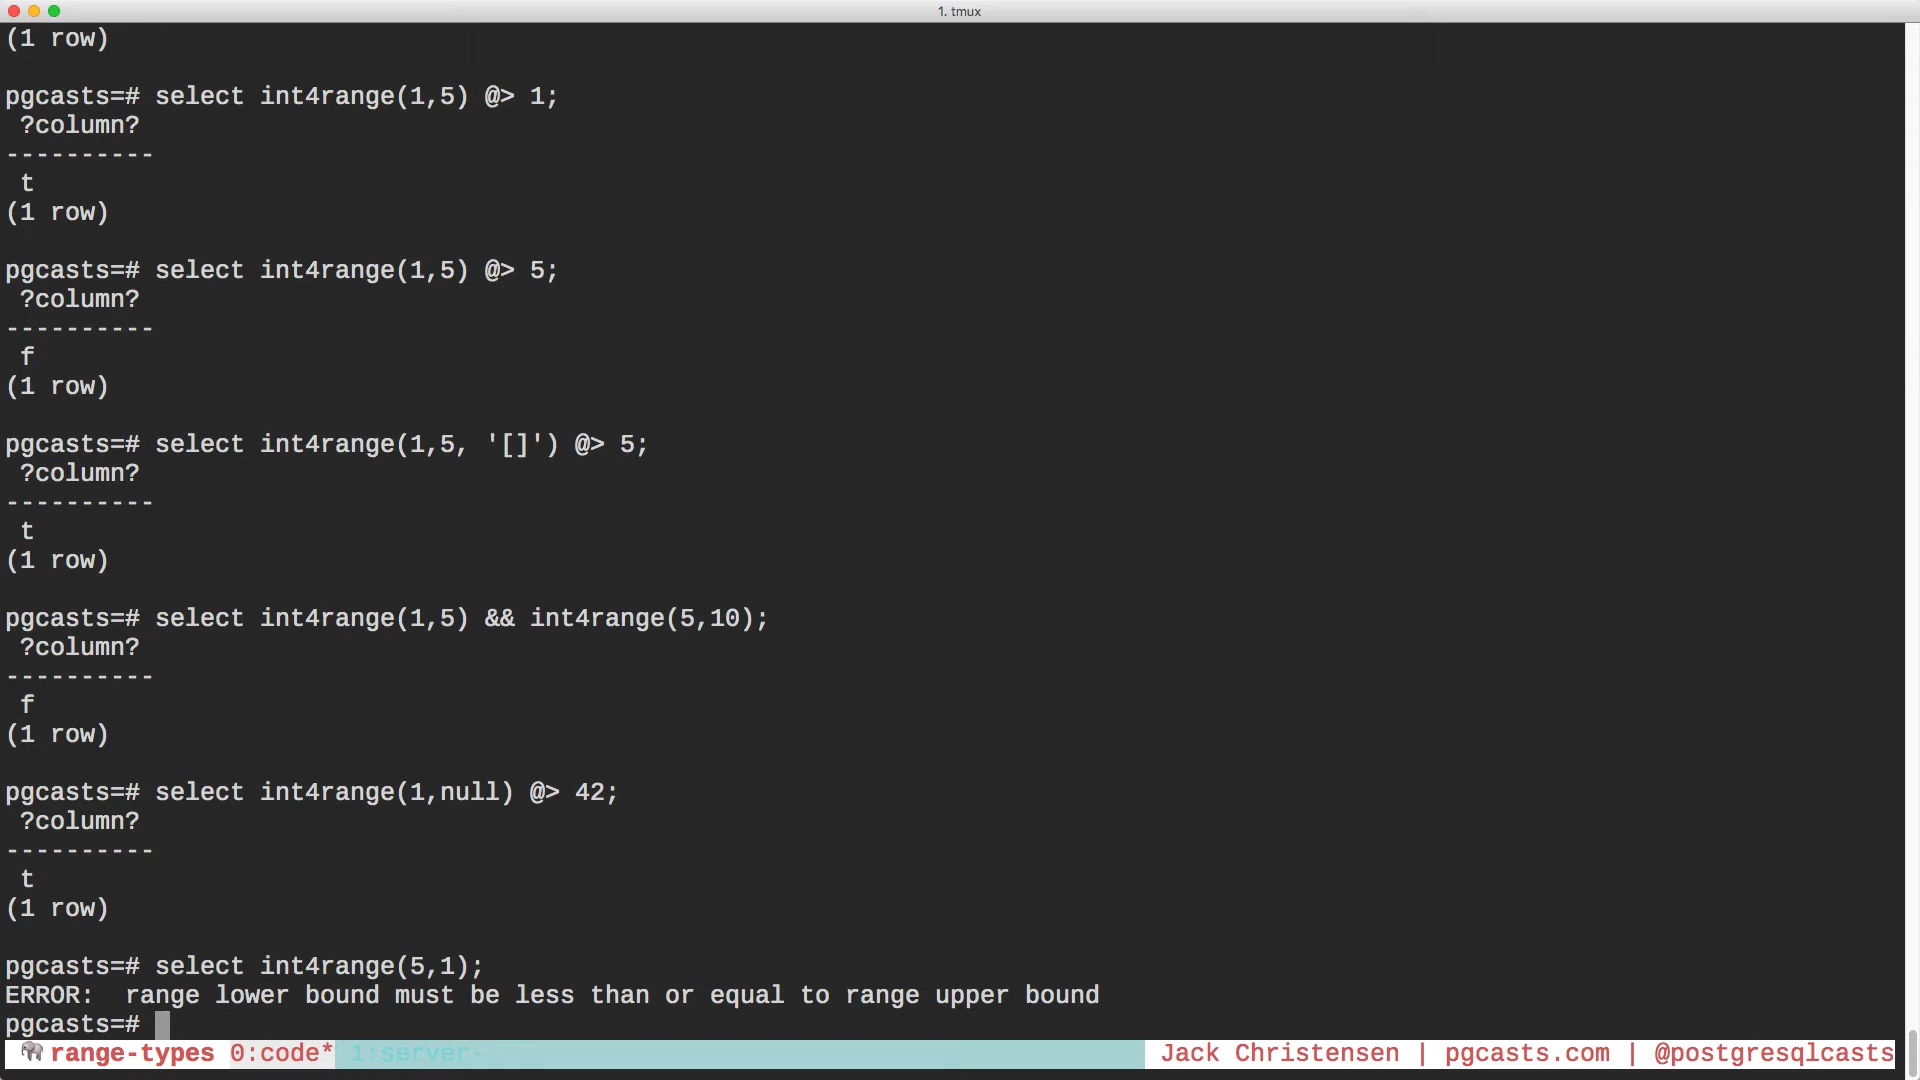 1. tmux
(1 row)
pgcasts=# select int4range(1,5) @> 1;
?column?
----------
t
(1 row)
pgcasts=# select int4range(1,5) @> 5;
?column?
----------
f
(1 row)
pgcasts=# select int4range(1,5, '[]') @> 5;
?column?
----------
t
(1 row)
pgcasts=# select int4range(1,5) && int4range(5,10);
?column?
----------
f
(1 row)
pgcasts=# select int4range(1,null) @> 42;
?column?
----------
t
(1 row)
pgcasts=# select int4range(5,1);
ERROR:  range lower bound must be less than or equal to range upper bound
pgcasts=#
🐘 range-types 0:code* 1:server- Jack Christensen | pgcasts.com | @postgresqlcasts